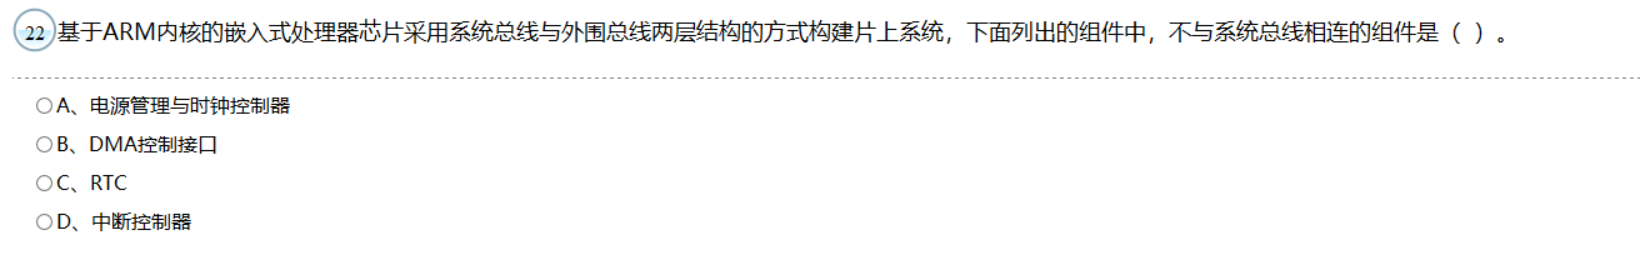 22 基于ARM内核的嵌入式处理器芯片采用系统总线与外围总线两层结构的方式构建片上系统，下面列出的组件中，不与系统总线相连的组件是（ ）。
A、电源管理与时钟控制器
B、DMA控制接口
C、RTC
D、中断控制器